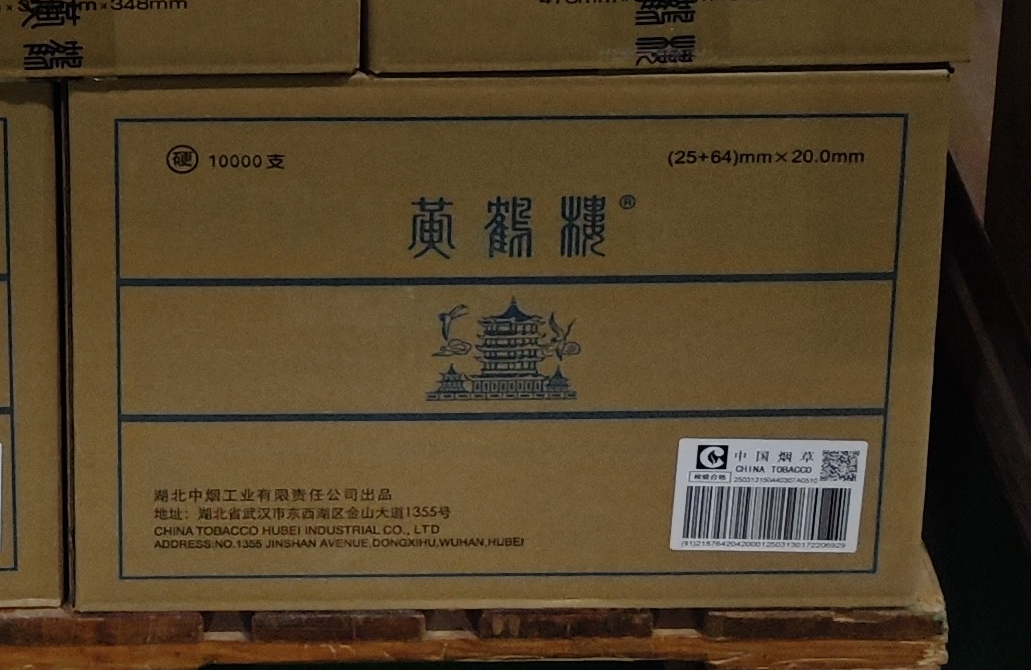 348mm
硬 10000支
(25+64)mm×20.0mm
黄鹤楼®
湖北中烟工业有限责任公司出品
地址：湖北省武汉市东西湖区金山大道1355号
CHINA TOBACCO HUBEI INDUSTRIAL CO., LTD
ADDRESS:NO.1355 JINSHAN AVENUE,DONGXIHU,WUHAN,HUBEI
中国烟草
CHINA TOBACCO